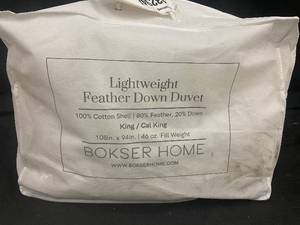 Lightweight
Feather Down Duvet
100% Cotton Shell | 80% Feather, 20% Down
King / Cal King
108in. x 94in. | 46 oz. Fill Weight
BOKSER HOME
WWW.BOKSERHOME.COM